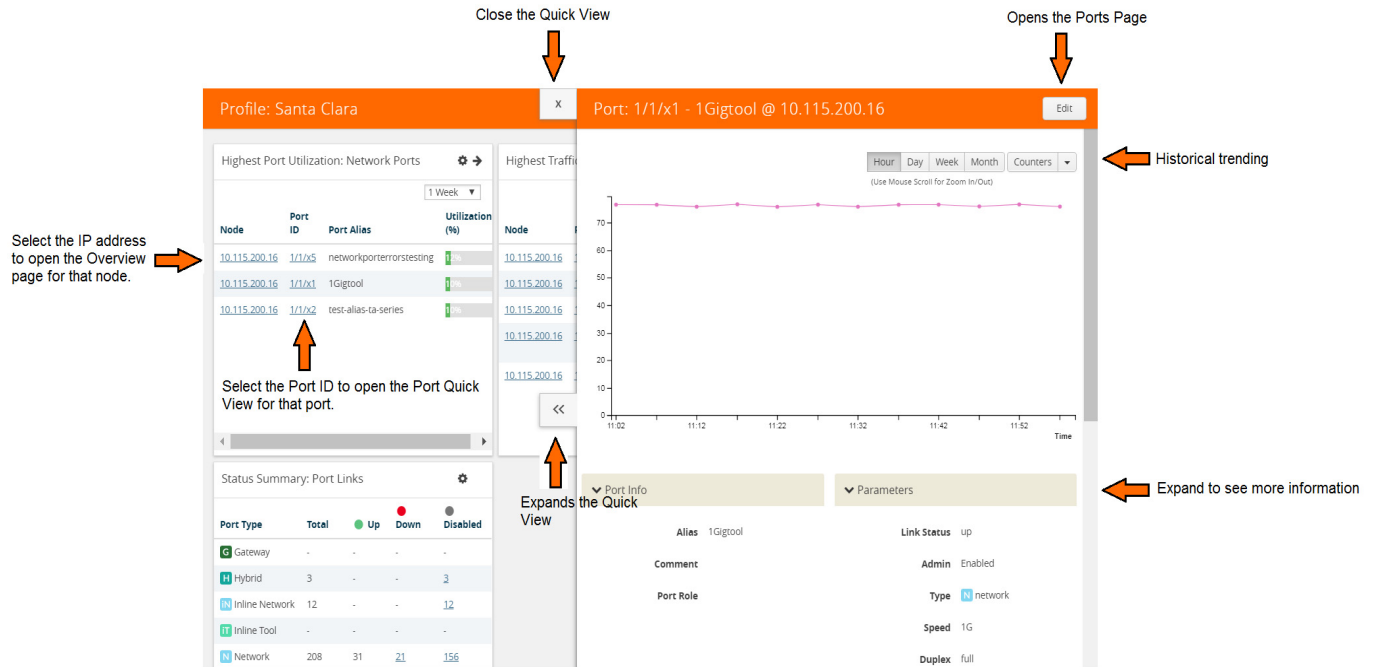 Close the Quick View
Opens the Ports Page
Profile: Santa Clara
x
Port: 1/1/x1 - 1Gigtool @ 10.115.200.16
Edit
Highest Port Utilization: Network Ports
Highest Traffi
Hour Day Week Month Counters
Historical trending
(Use Mouse Scroll for Zoom In/Out)
1 Week
Node Port ID Port Alias Utilization (%)
Node
Select the IP address
to open the Overview
page for that node.
10.115.200.16 1/1/x5 networkporterrorstesting
10.115.200.16 1/1/x1 1Gigtool
10.115.200.16 1/1/x2 test-alias-ta-series
10.115.200.16
10.115.200.16
10.115.200.16
10.115.200.16
10.115.200.16
Select the Port ID to open the Port Quick
View for that port.
70
60
50
40
30
20
10
0
11:02 11:12 11:22 11:32 11:42 11:52
Time
Expands the Quick
View
Status Summary: Port Links
Port Type Total Up Down Disabled
G Gateway - - - -
H Hybrid 3 - - 3
IN Inline Network 12 - - 12
IT Inline Tool - - - -
N Network 208 31 21 156
Port Info
Parameters
Expand to see more information
Alias 1Gigtool
Comment
Port Role
Link Status up
Admin Enabled
Type N network
Speed 1G
Duplex full